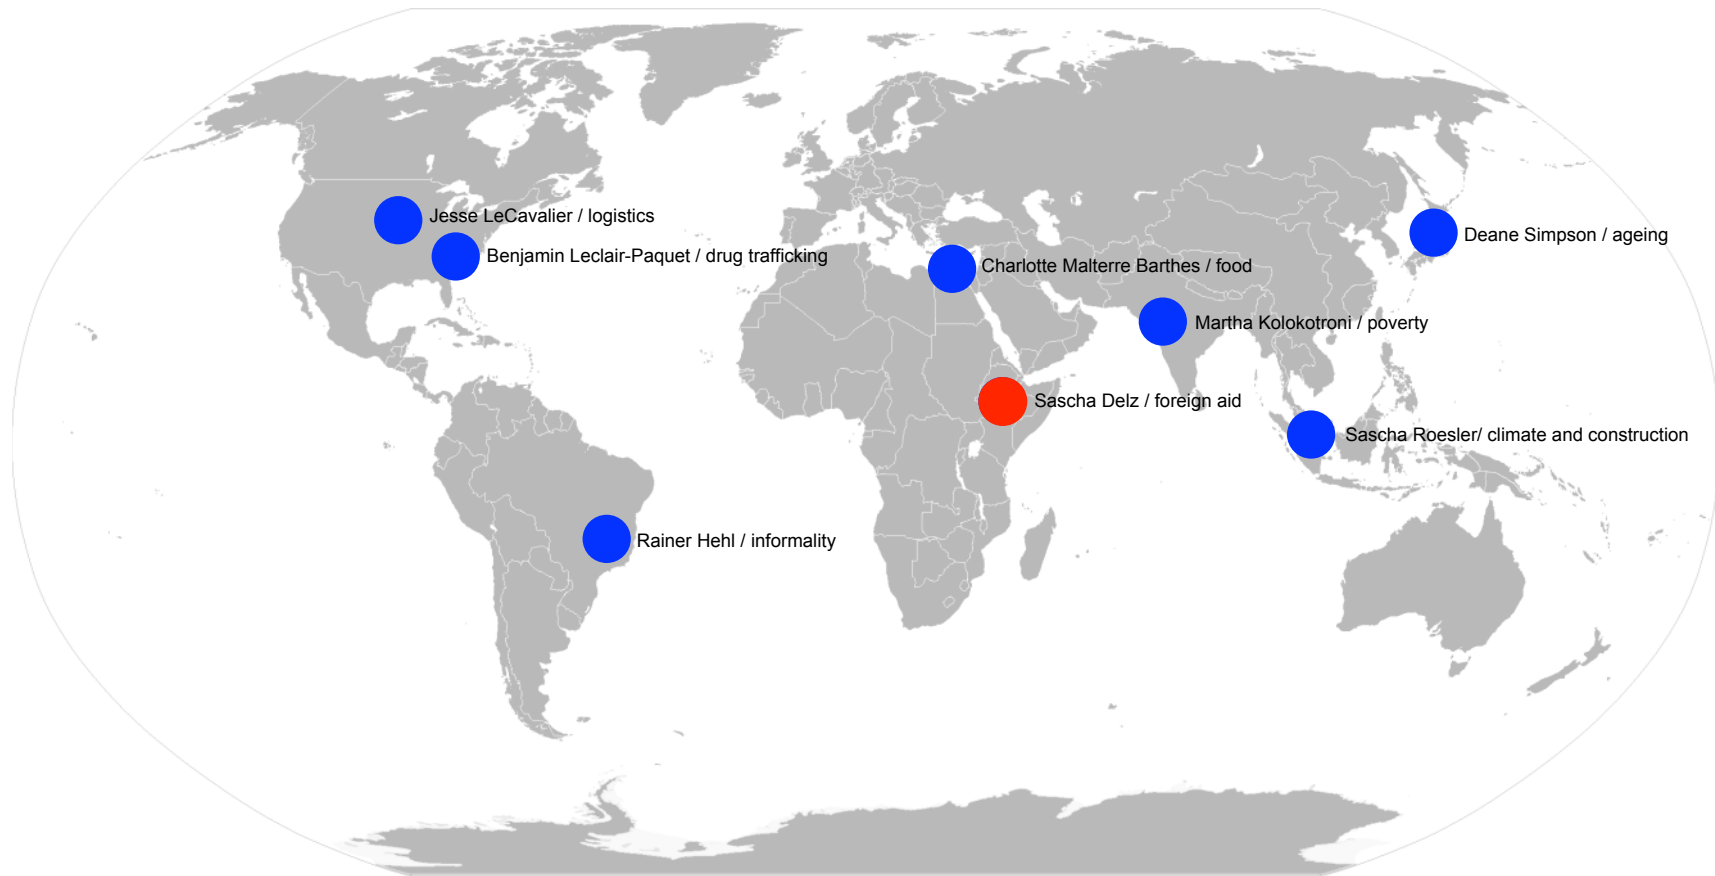 Jesse LeCavalier / logistics
Deane Simpson / ageing
Benjamin Leclair-Paquet / drug trafficking
Charlotte Malterre Barthes / food
Martha Kolokotroni / poverty
Sascha Delz / foreign aid
Sascha Roesler/ climate and construction
Rainer Hehl / informality